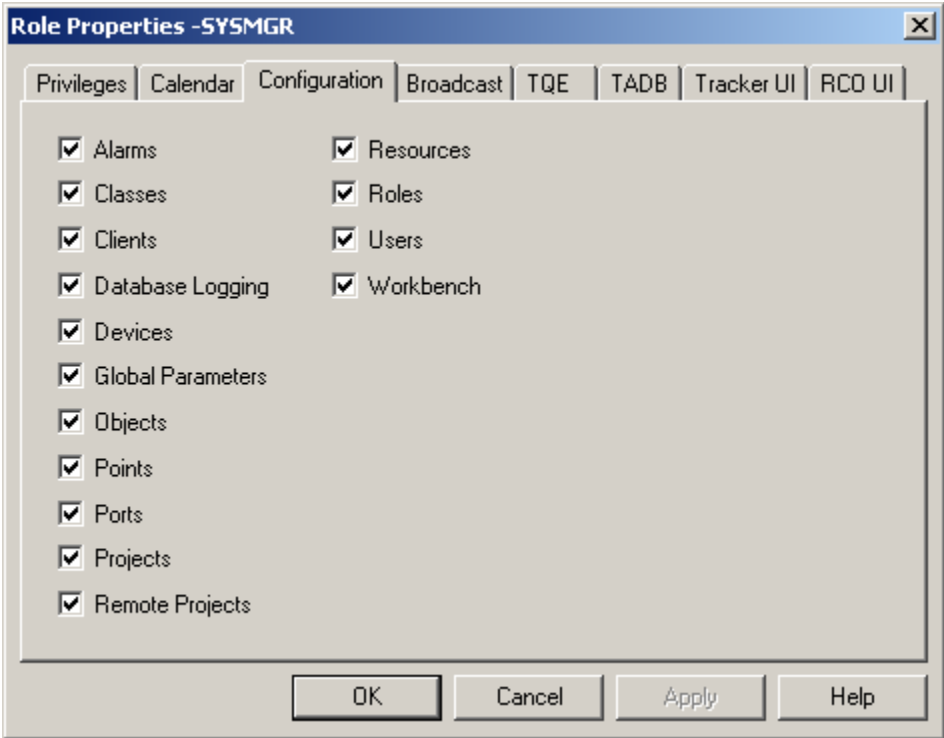 Role Properties -SYSMGR
Privileges Calendar Configuration Broadcast TQE TADB Tracker UI RCO UI
Alarms Resources
Classes Roles
Clients Users
Database Logging Workbench
Devices
Global Parameters
Objects
Points
Ports
Projects
Remote Projects
OK Cancel Apply Help